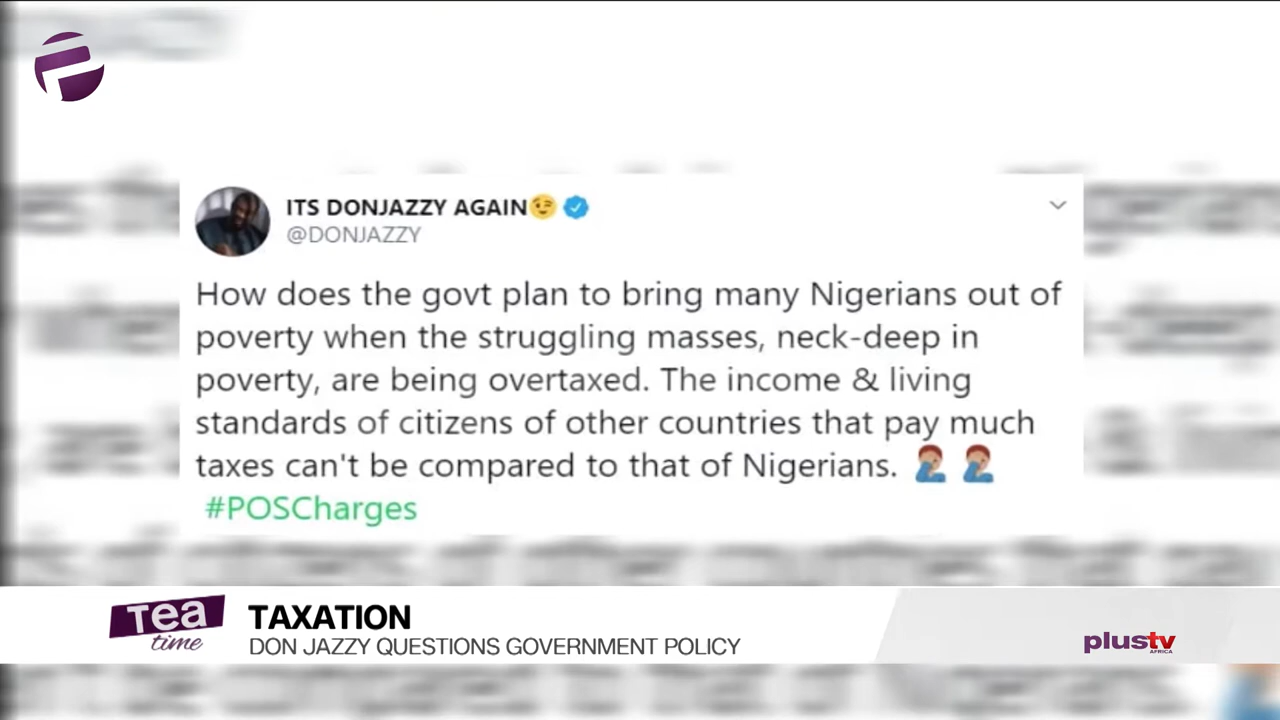 ITS DONJAZZY AGAIN😉
@DONJAZZY
How does the govt plan to bring many Nigerians out of
poverty when the struggling masses, neck-deep in
poverty, are being overtaxed. The income & living
standards of citizens of other countries that pay much
taxes can't be compared to that of Nigerians. 🤦🏽‍♂️ 🤦🏽‍♂️
#POSCharges
Tea
time
TAXATION
DON JAZZY QUESTIONS GOVERNMENT POLICY
plustv
AFRICA